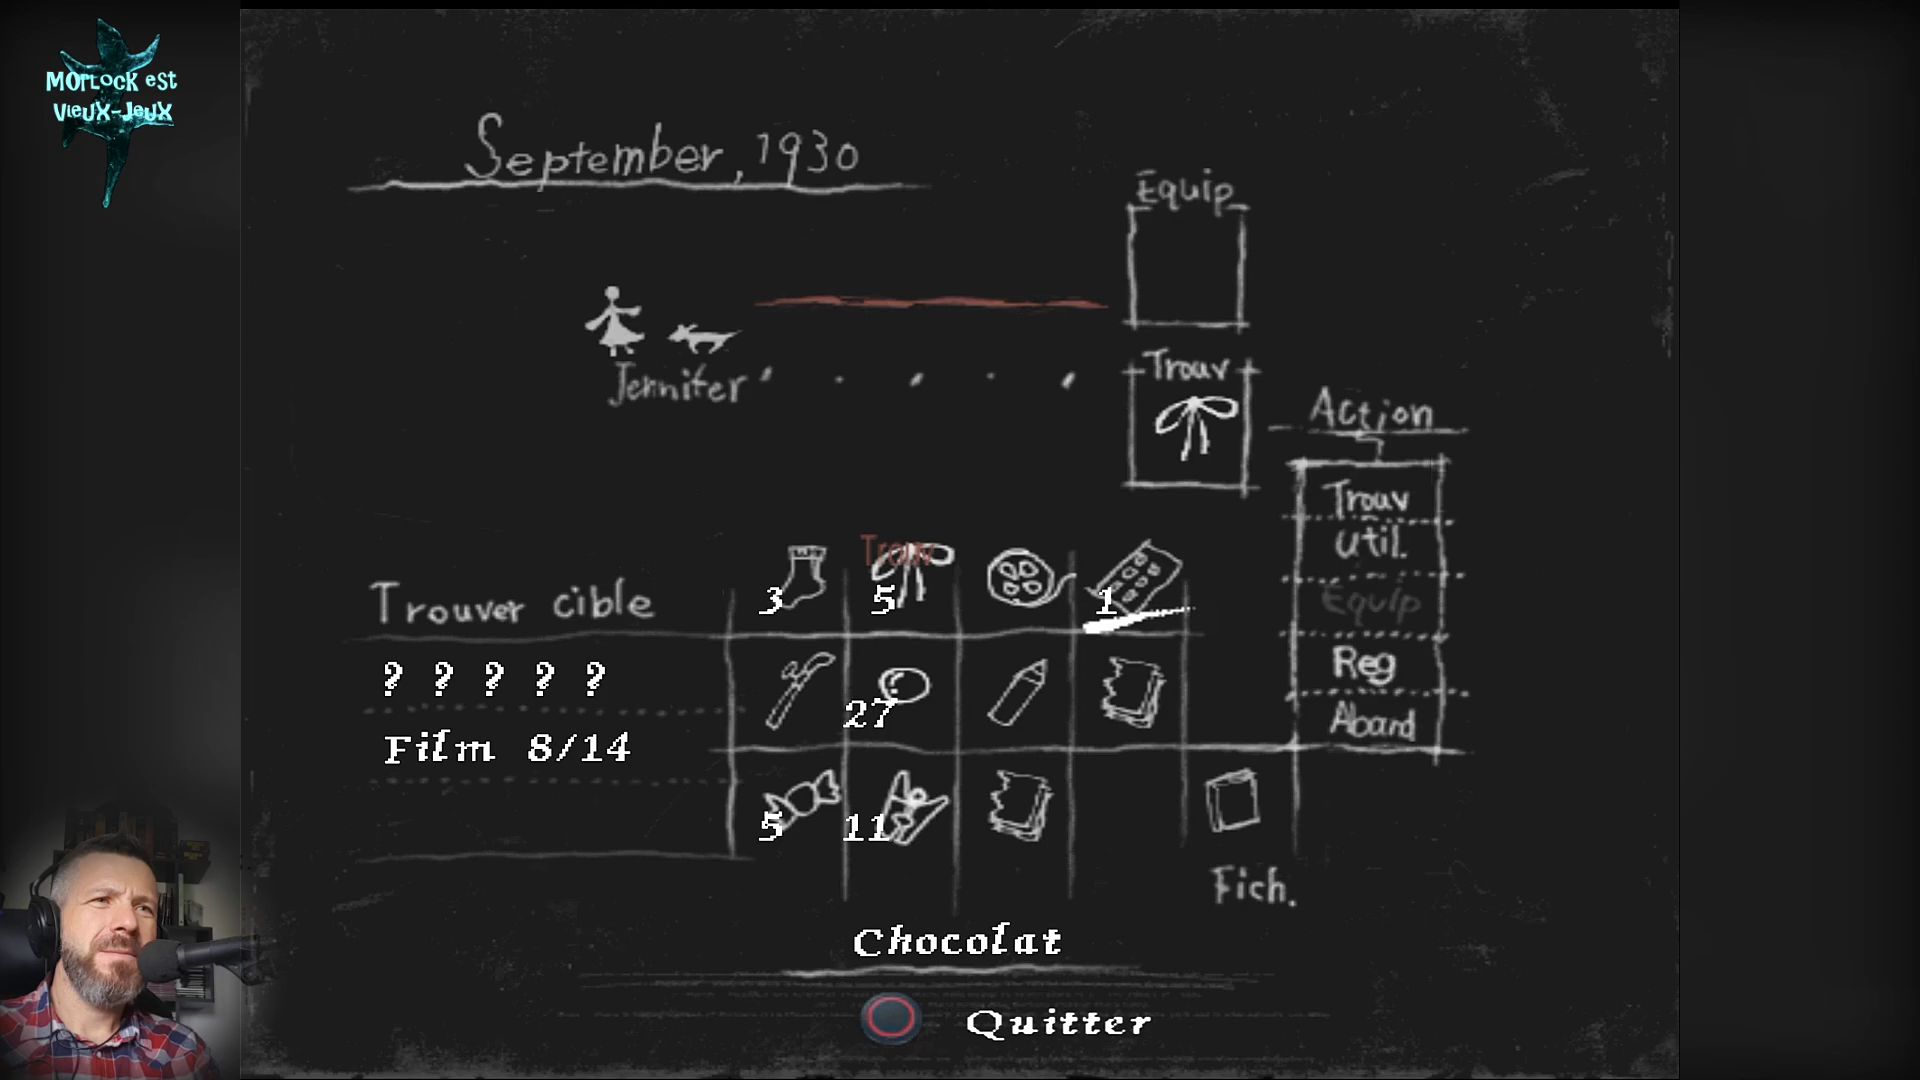 MOrLOCK eSt
VieUX-JeUX
September, 1930
Equip
Jennifer
Trouv
Action
Trouv
Util.
Equip
Reg
Aband
Trouv
Trouver cible
3
5
1
? ? ? ? ?
27
Film 8/14
5
11
Fich.
Chocolat
Quitter